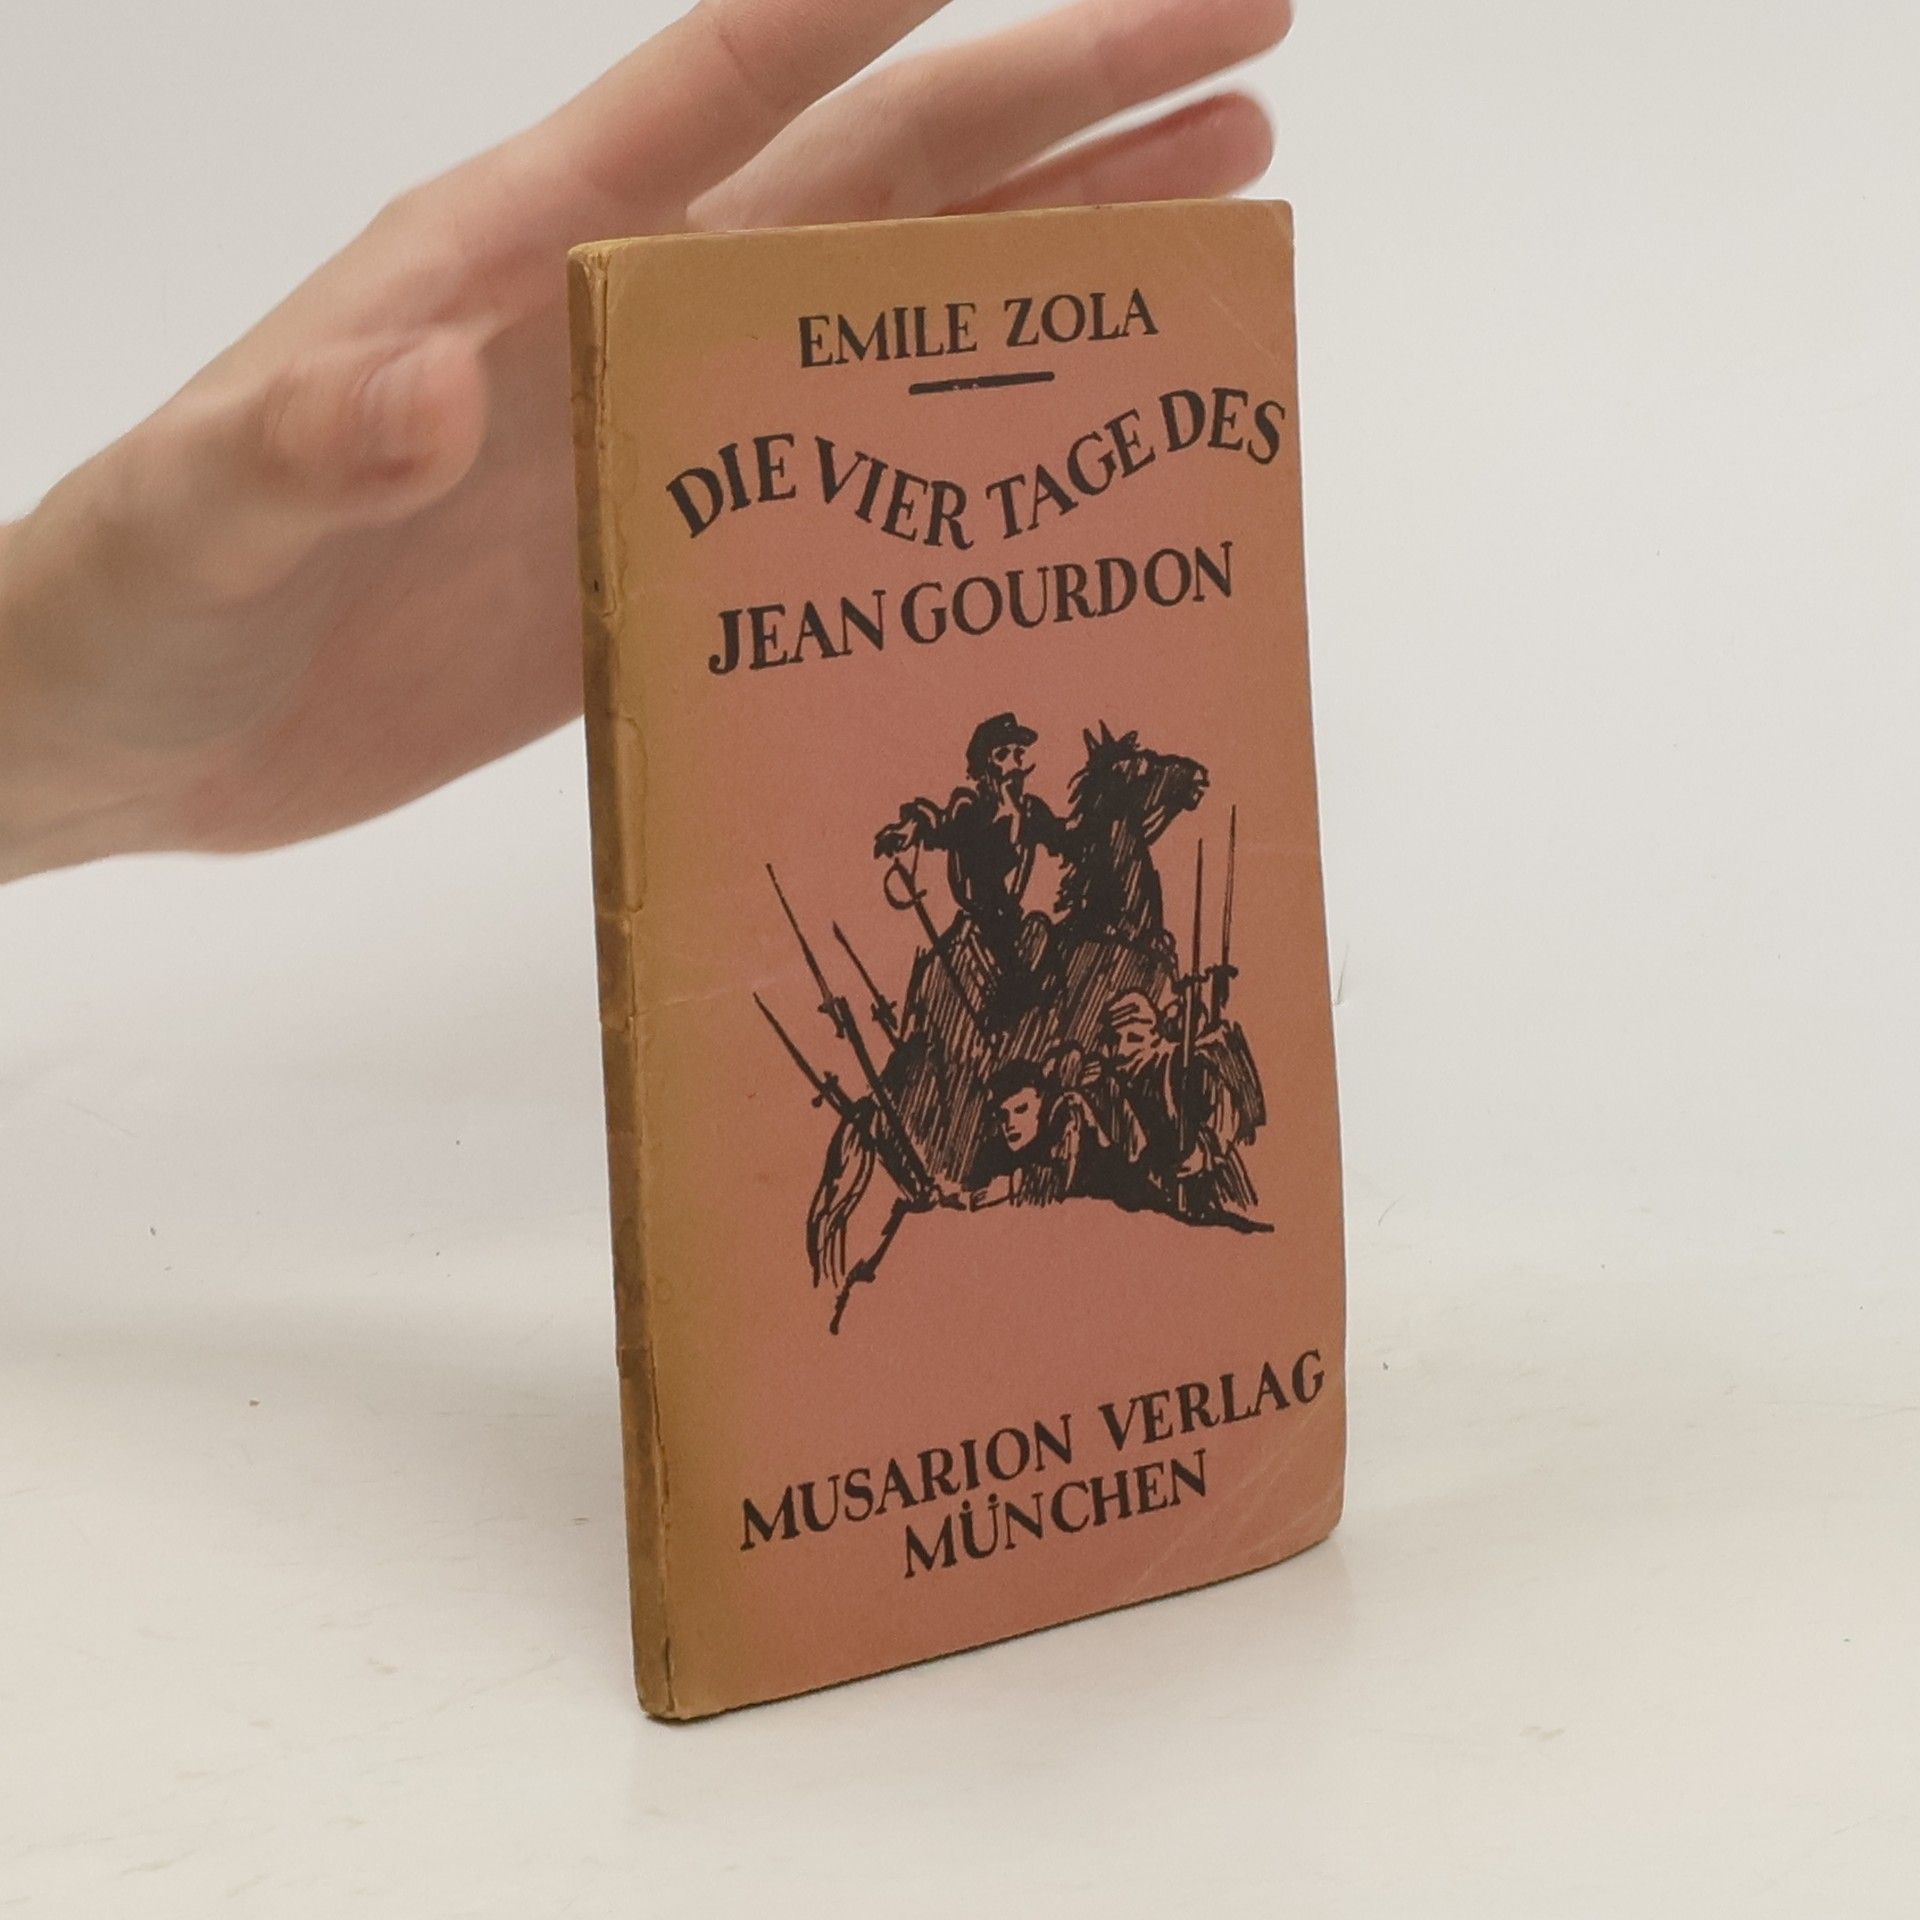 EMILE ZOLA
DIE VIER TAGE DES
JEAN GOURDON
MUSARION VERLAG
MÜNCHEN